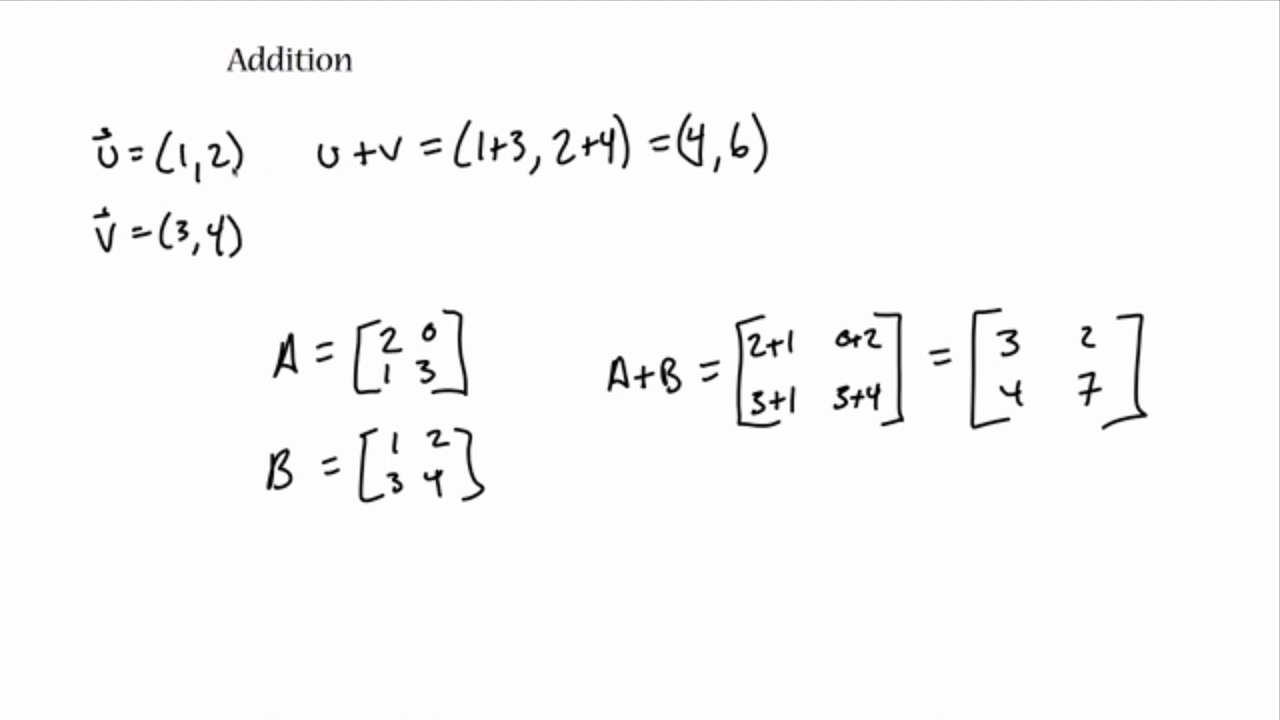 Addition
u⃗ = (1,2) u+v = (1+3, 2+4) = (4,6)
v⃗ = (3,4)
A = [2 0
1 3]
A+B = [2+1 0+2
3+1 3+4] = [3 2
4 7]
B = [1 2
3 4]